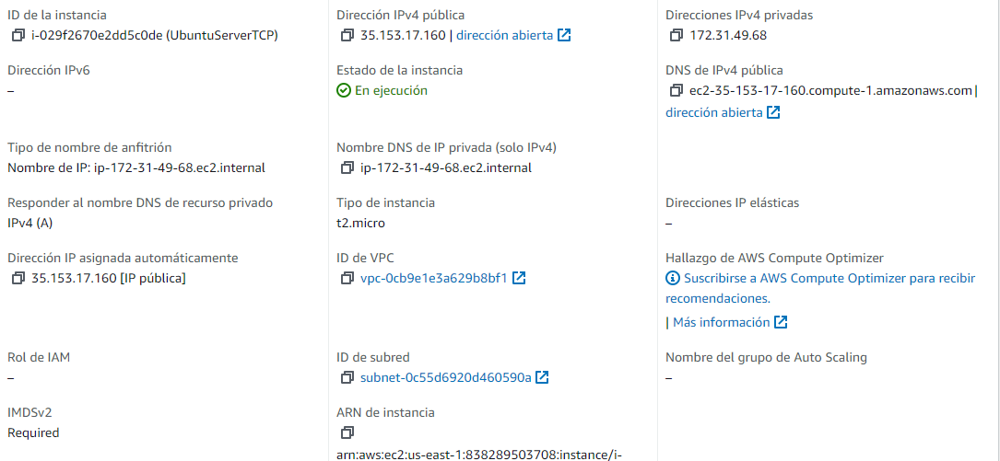 ID de la instancia
i-029f2670e2dd5c0de (UbuntuServerTCP)
Dirección IPv4 pública
35.153.17.160 | dirección abierta
Direcciones IPv4 privadas
172.31.49.68
Dirección IPv6
–
Estado de la instancia
En ejecución
DNS de IPv4 pública
ec2-35-153-17-160.compute-1.amazonaws.com |
dirección abierta
Tipo de nombre de anfitrión
Nombre de IP: ip-172-31-49-68.ec2.internal
Nombre DNS de IP privada (solo IPv4)
ip-172-31-49-68.ec2.internal
Responder al nombre DNS de recurso privado
IPv4 (A)
Tipo de instancia
t2.micro
Direcciones IP elásticas
–
Dirección IP asignada automáticamente
35.153.17.160 [IP pública]
ID de VPC
vpc-0cb9e1e3a629b8bf1
Hallazgo de AWS Compute Optimizer
Suscribirse a AWS Compute Optimizer para recibir
recomendaciones.
| Más información
Rol de IAM
–
ID de subred
subnet-0c55d6920d460590a
Nombre del grupo de Auto Scaling
–
IMDSv2
Required
ARN de instancia
arn:aws:ec2:us-east-1:838289503708:instance/i-